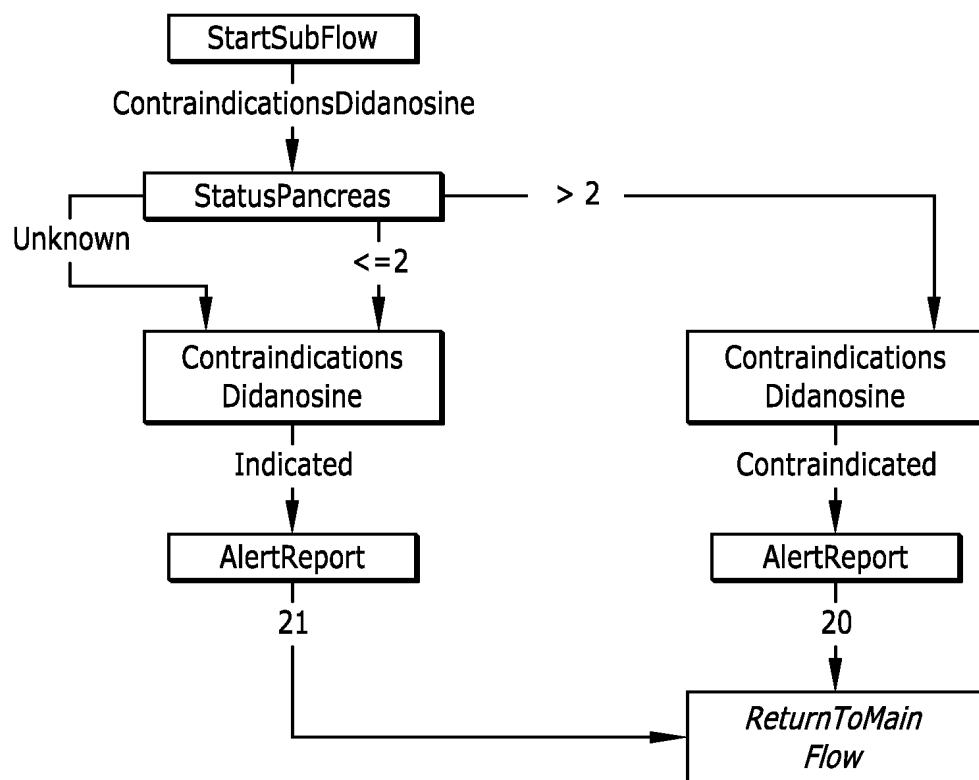 StartSubFlow
ContraindicationsDidanosine
StatusPancreas
> 2
Unknown
<=2
Contraindications
Didanosine
Contraindications
Didanosine
Indicated
Contraindicated
AlertReport
AlertReport
21
20
ReturnToMain
Flow